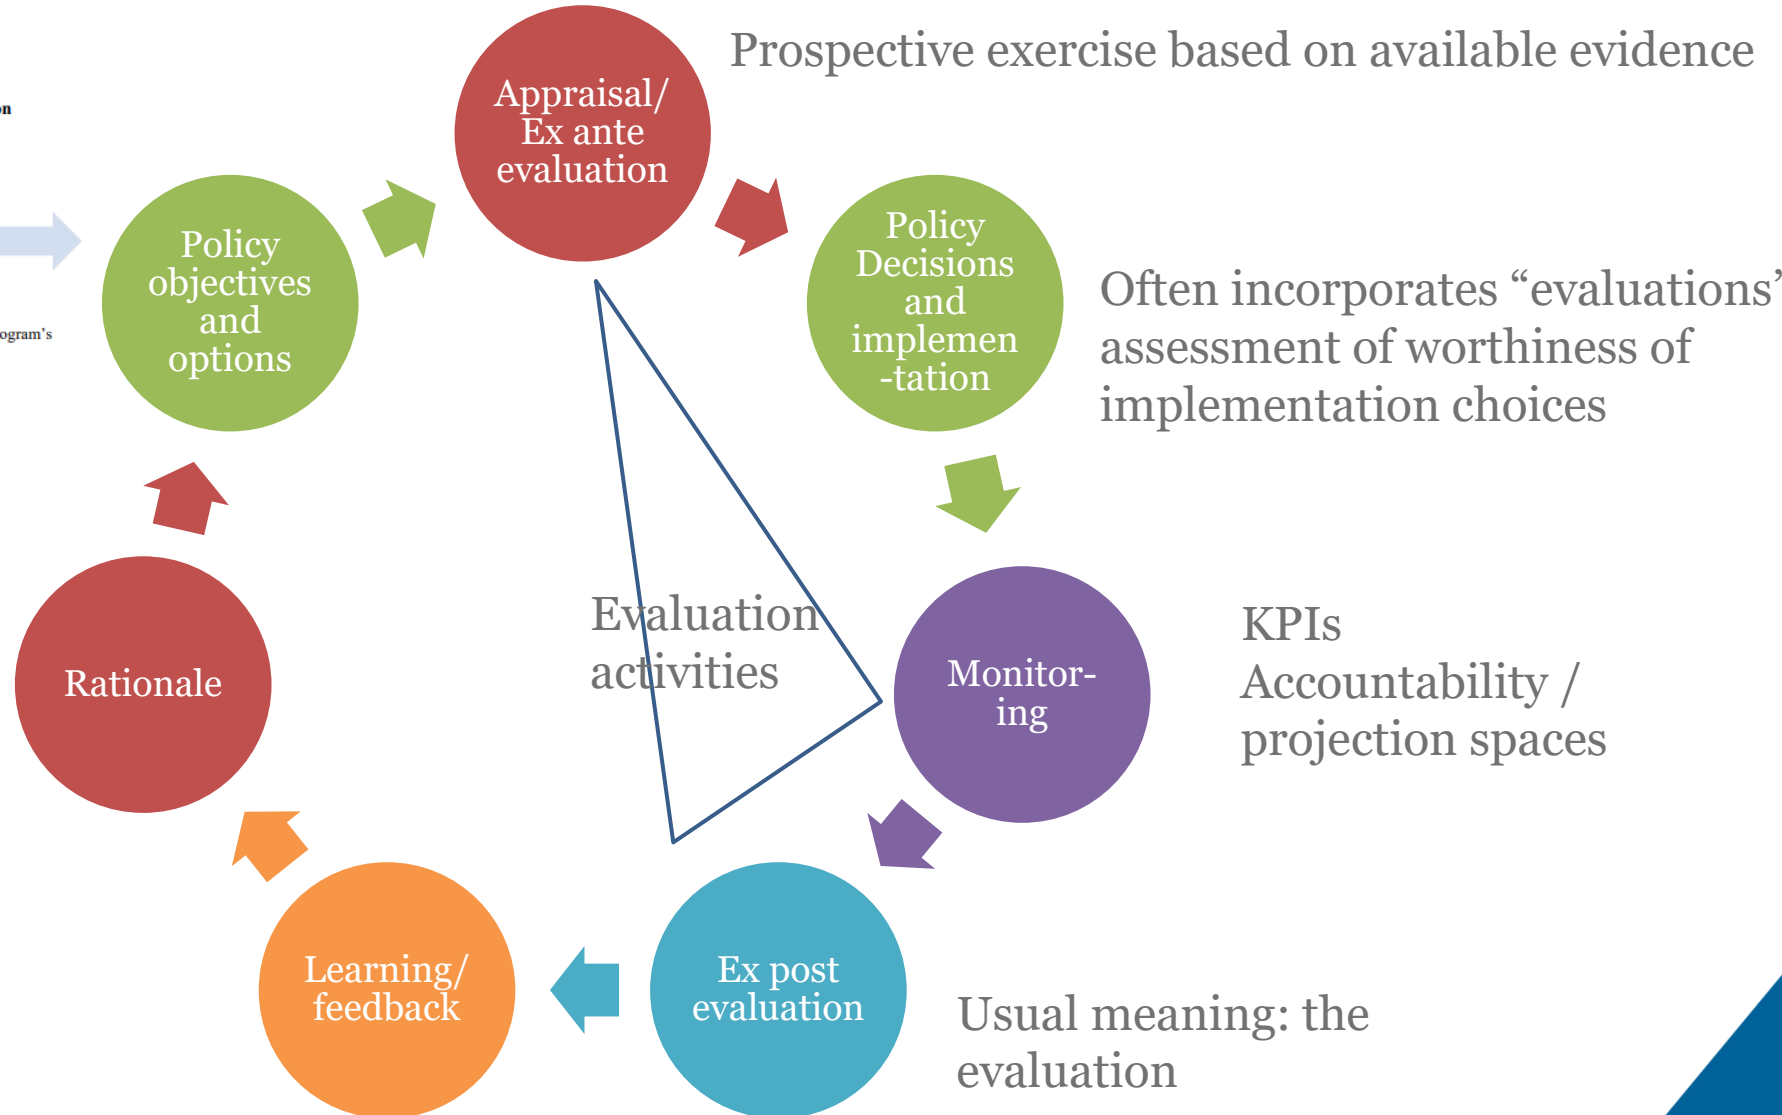 Prospective exercise based on available evidence
Appraisal/
Ex ante
evaluation
Policy
objectives
and
options
Policy
Decisions
and
implemen
-tation
Often incorporates “evaluations”
assessment of worthiness of
implementation choices
Evaluation
activities
Rationale
Monitor-
ing
KPIs
Accountability /
projection spaces
Learning/
feedback
Ex post
evaluation
Usual meaning: the
evaluation